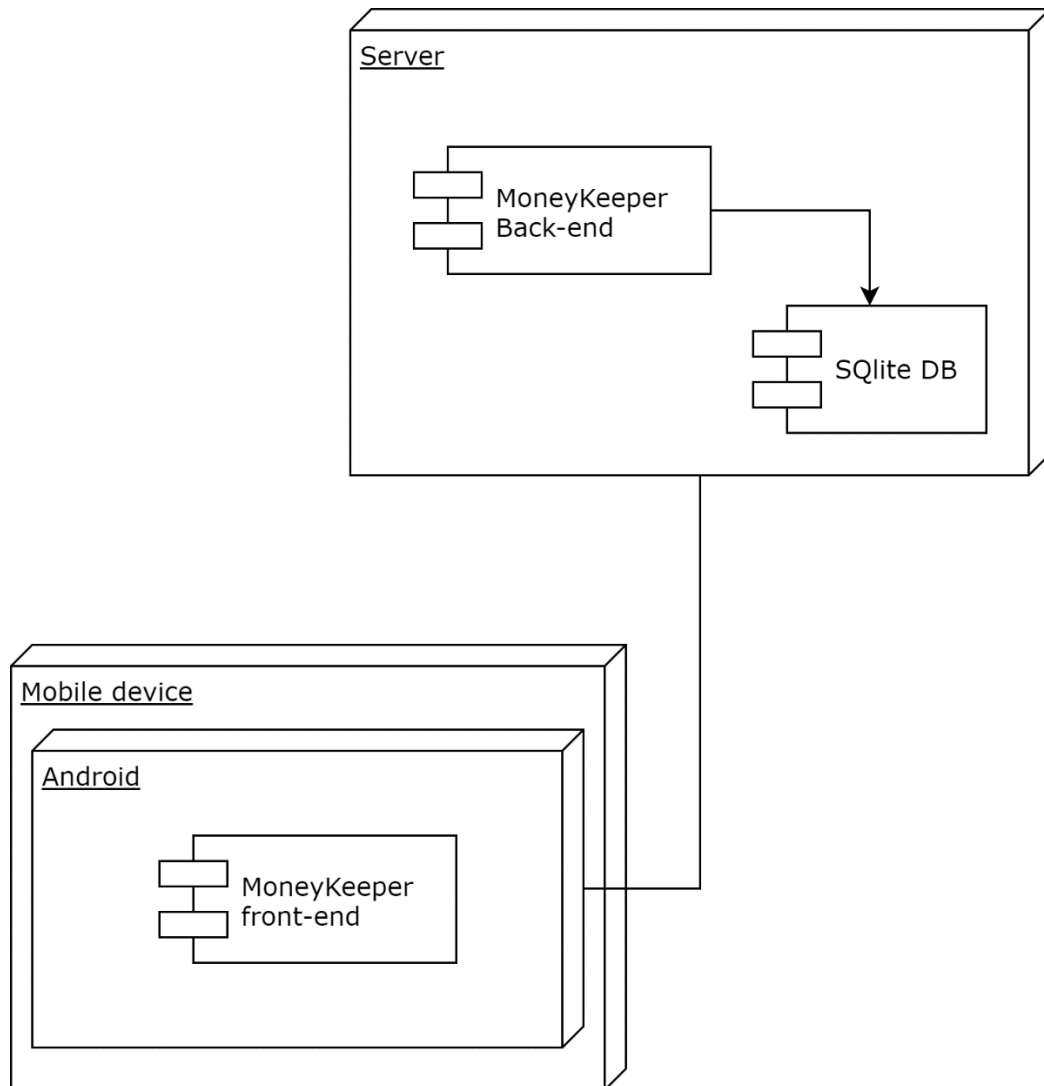 Server
MoneyKeeper
Back-end
SQlite DB
Mobile device
Android
MoneyKeeper
front-end